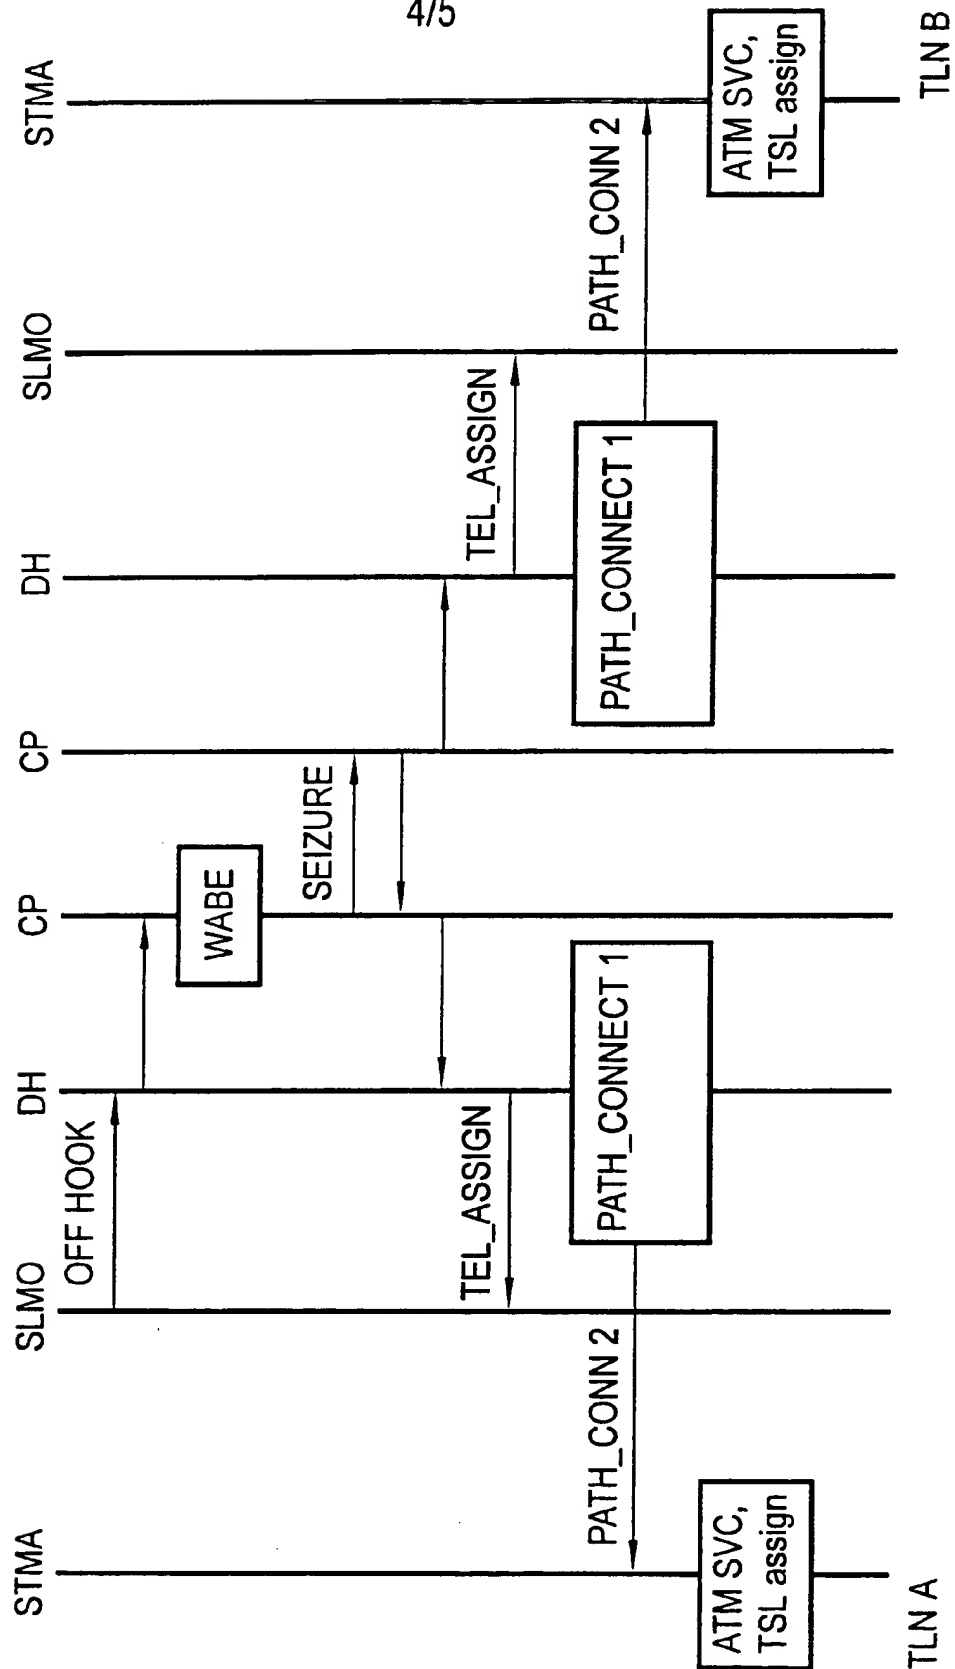 4/5
STMA
SLMO
DH
CP
CP
DH
SLMO
STMA
OFF HOOK
WABE
SEIZURE
TEL_ASSIGN
TEL_ASSIGN
PATH_CONN 2
PATH_CONNECT 1
PATH_CONNECT 1
PATH_CONN 2
ATM SVC,
TSL assign
ATM SVC,
TSL assign
TLN A
TLN B